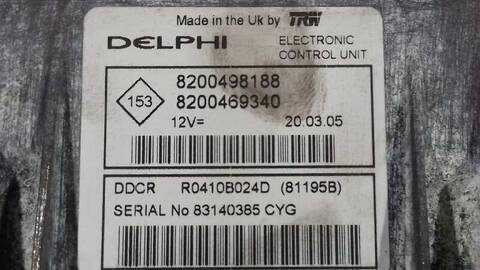 Made in the Uk by TRW
DELPHI
ELECTRONIC
CONTROL UNIT
153
8200498188
8200469340
12V=
20.03.05
DDCR R0410B024D (81195B)
SERIAL No 83140385 CYG